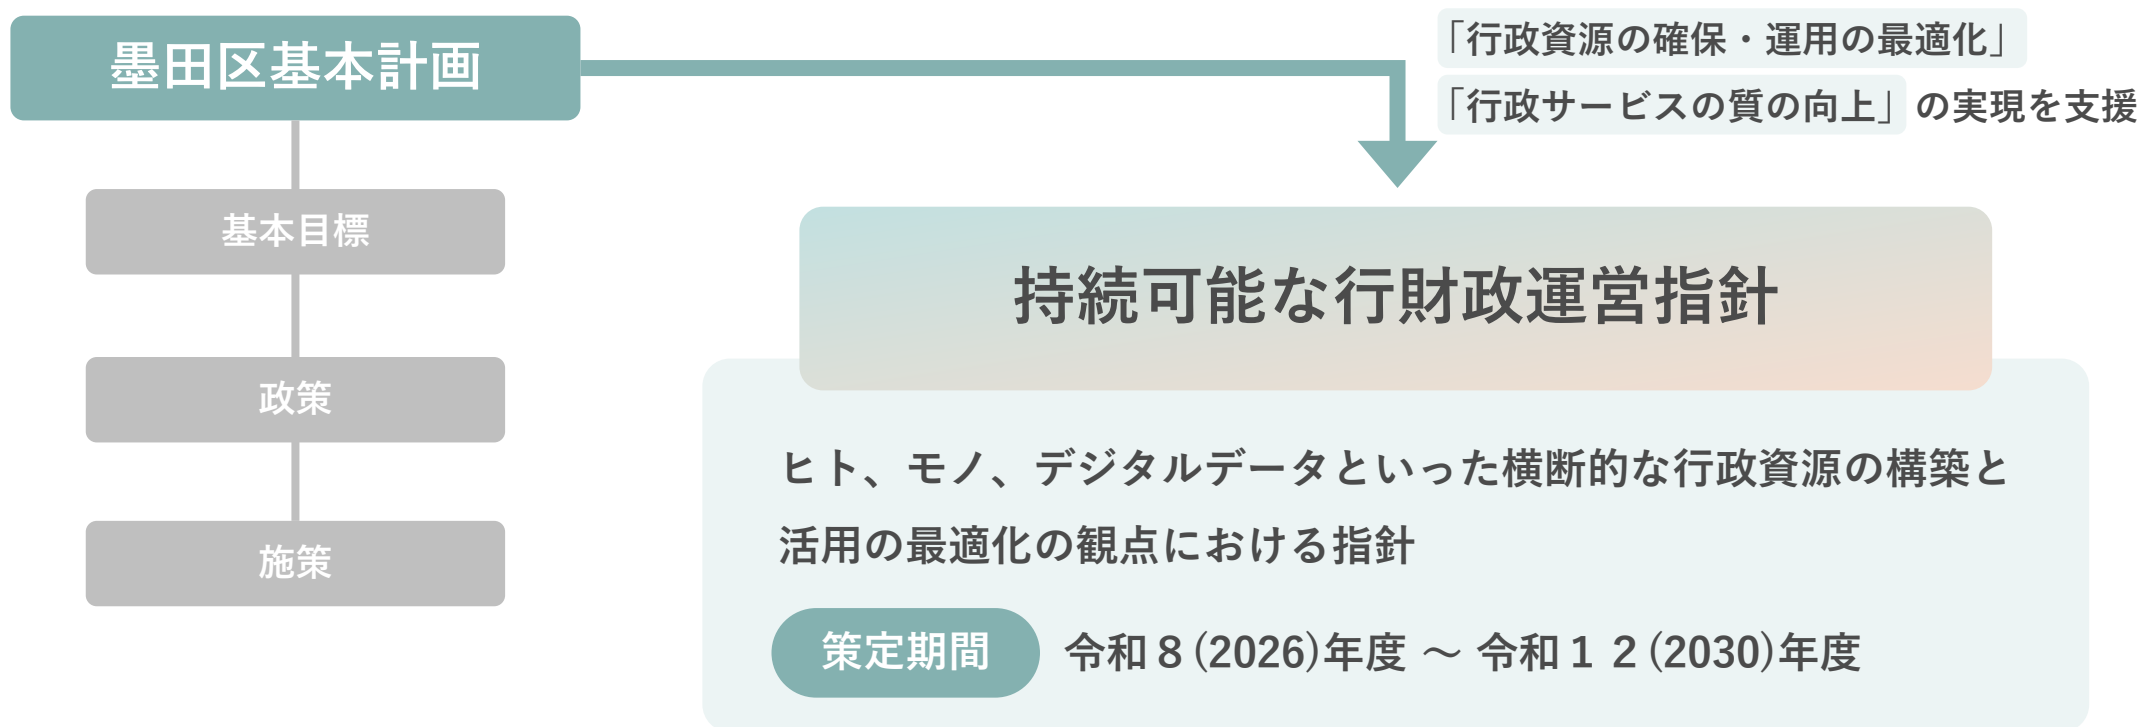 墨田区基本計画
基本目標
政策
施策
「行政資源の確保・運用の最適化」
「行政サービスの質の向上」の実現を支援
持続可能な行財政運営指針
ヒト、モノ、デジタルデータといった横断的な行政資源の構築と
活用の最適化の観点における指針
策定期間 令和８(2026)年度 ～ 令和１２(2030)年度